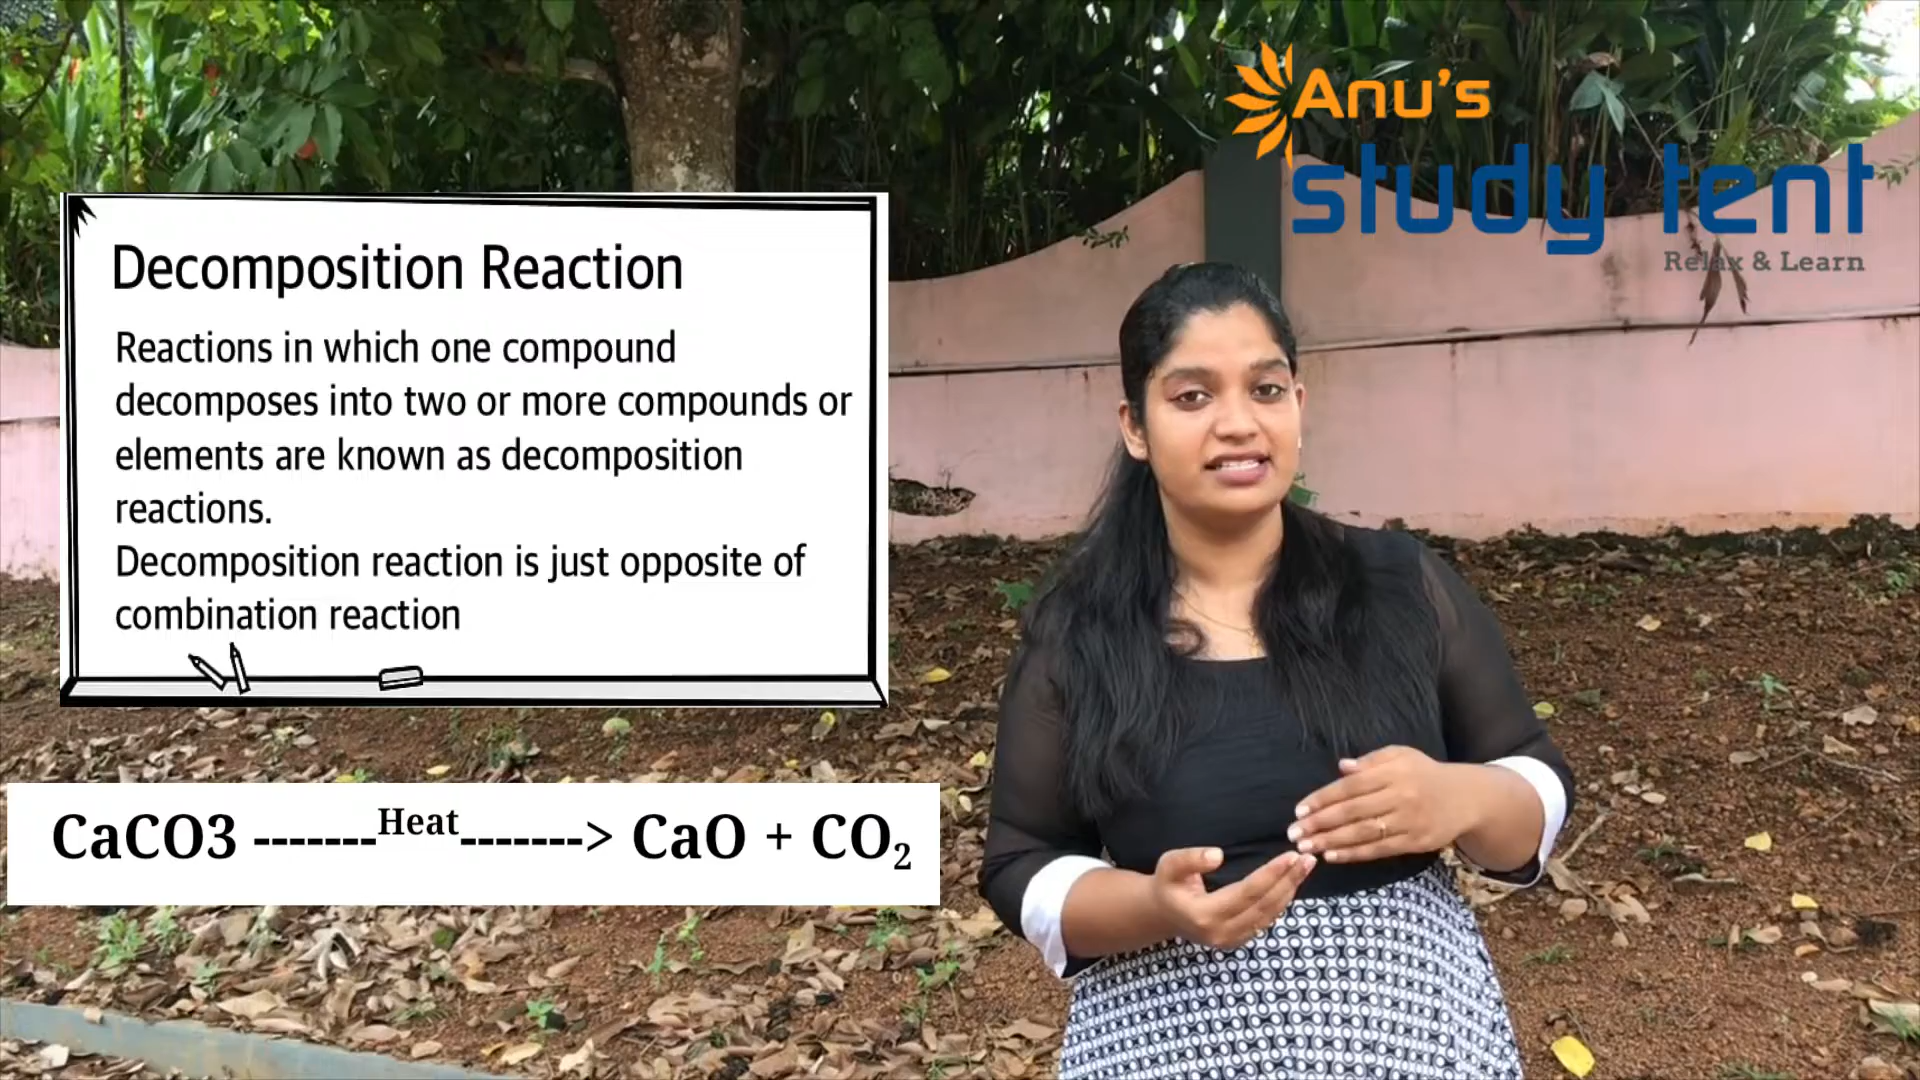 Anu's
study tent
Relax & Learn
Decomposition Reaction
Reactions in which one compound
decomposes into two or more compounds or
elements are known as decomposition
reactions.
Decomposition reaction is just opposite of
combination reaction
CaCO3 -------Heat-------> CaO + CO₂